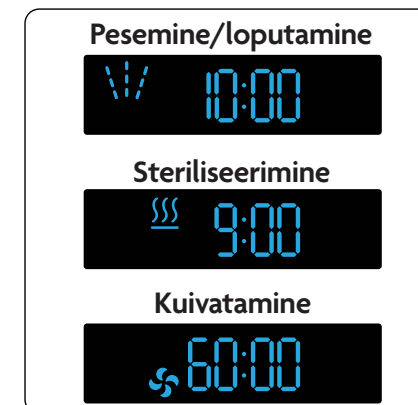 Pesemine/loputamine
10:00
Steriliseerimine
9:00
Kuivatamine
60:00